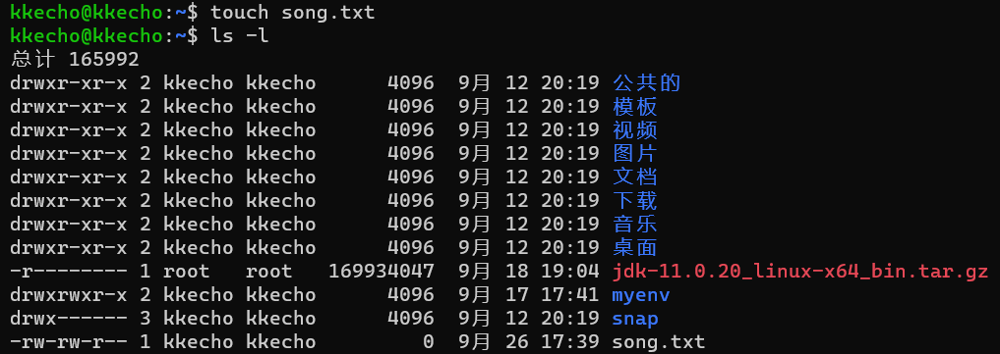 kkecho@kkecho:~$ touch song.txt
kkecho@kkecho:~$ ls -l
总计 165992
drwxr-xr-x 2 kkecho kkecho      4096  9月 12 20:19 公共的
drwxr-xr-x 2 kkecho kkecho      4096  9月 12 20:19 模板
drwxr-xr-x 2 kkecho kkecho      4096  9月 12 20:19 视频
drwxr-xr-x 2 kkecho kkecho      4096  9月 12 20:19 图片
drwxr-xr-x 2 kkecho kkecho      4096  9月 12 20:19 文档
drwxr-xr-x 2 kkecho kkecho      4096  9月 12 20:19 下载
drwxr-xr-x 2 kkecho kkecho      4096  9月 12 20:19 音乐
drwxr-xr-x 2 kkecho kkecho      4096  9月 12 20:19 桌面
-r-------- 1 root   root   169934047  9月 18 19:04 jdk-11.0.20_linux-x64_bin.tar.gz
drwxrwxr-x 2 kkecho kkecho      4096  9月 17 17:41 myenv
drwx------ 3 kkecho kkecho      4096  9月 12 20:19 snap
-rw-rw-r-- 1 kkecho kkecho         0  9月 26 17:39 song.txt